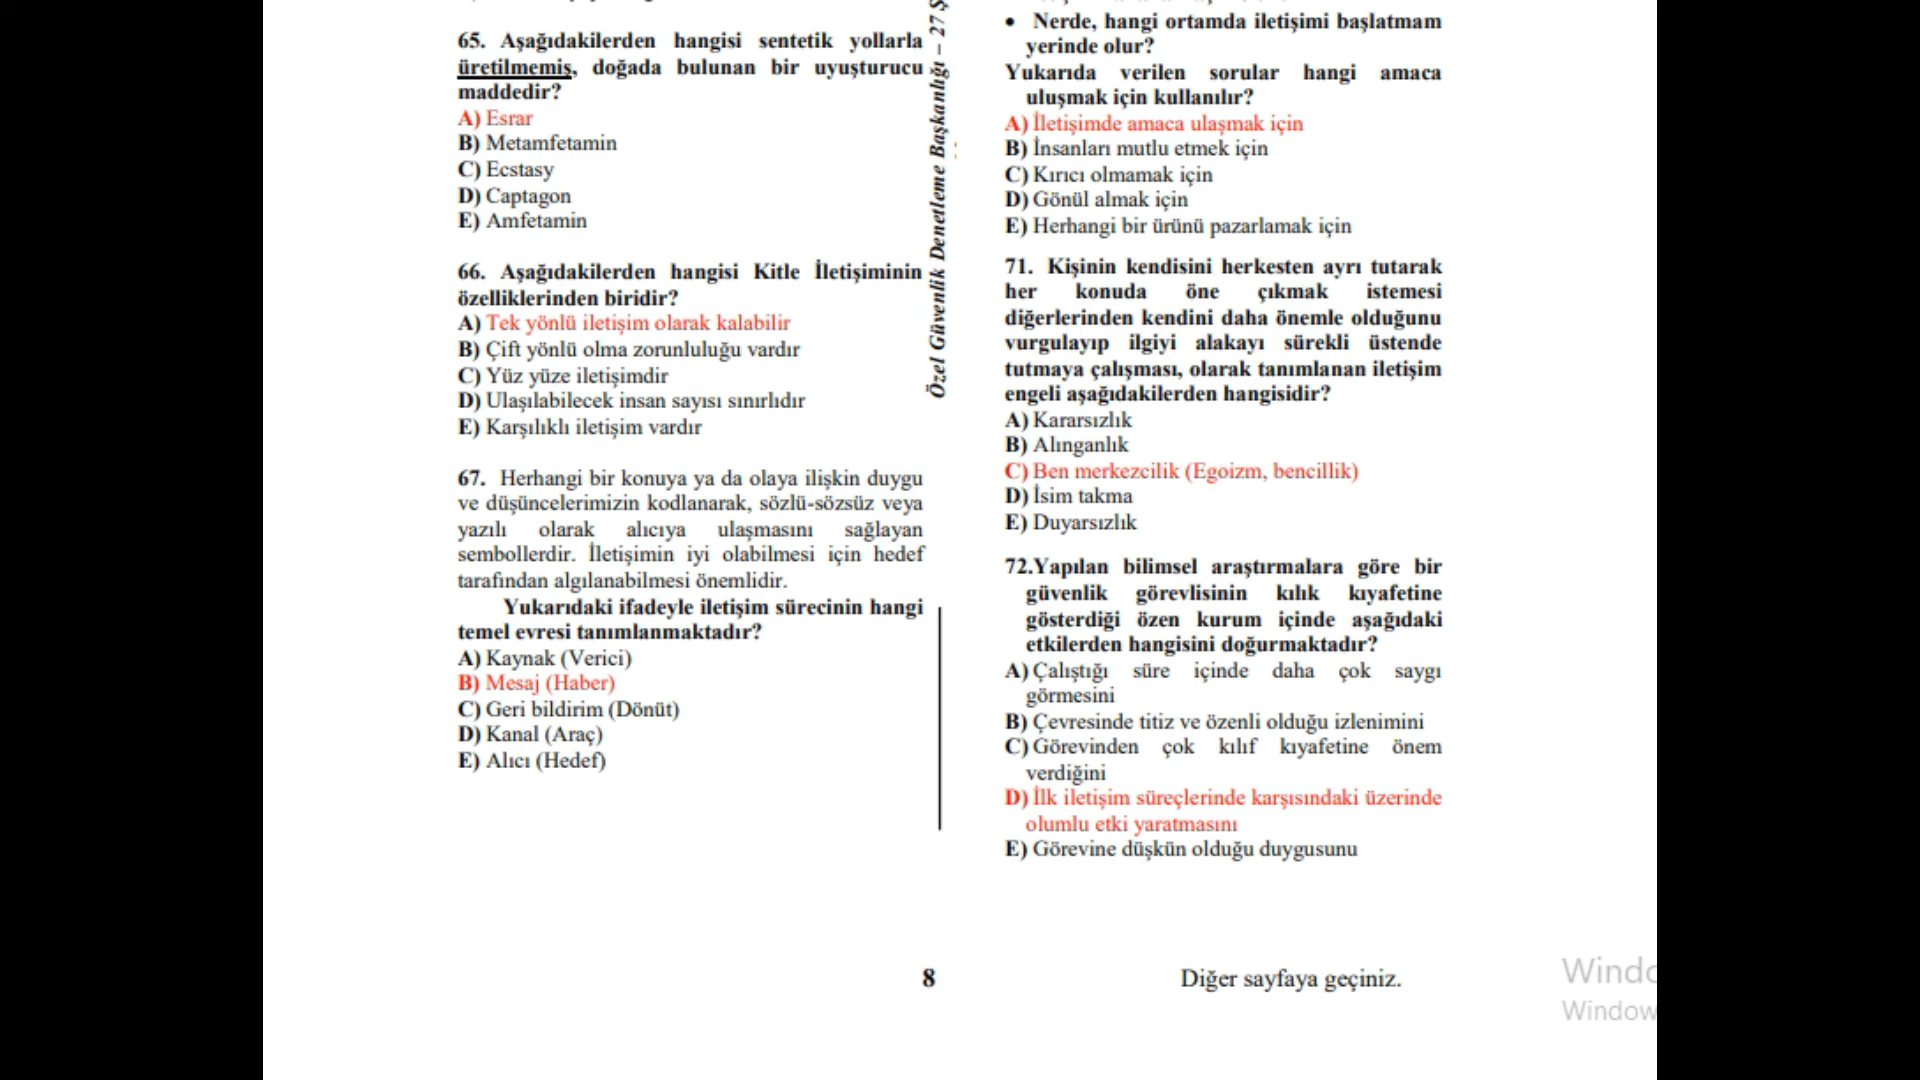 65. Aşağıdakilerden hangisi sentetik yollarla
üretilmemiş, doğada bulunan bir uyuşturucu
maddedir?
A) Esrar
B) Metamfetamin
C) Ecstasy
D) Captagon
E) Amfetamin
66. Aşağıdakilerden hangisi Kitle İletişiminin
özelliklerinden biridir?
A) Tek yönlü iletişim olarak kalabilir
B) Çift yönlü olma zorunluluğu vardır
C) Yüz yüze iletişimdir
D) Ulaşılabilecek insan sayısı sınırlıdır
E) Karşılıklı iletişim vardır
67. Herhangi bir konuya ya da olaya ilişkin duygu
ve düşüncelerimizin kodlanarak, sözlü-sözsüz veya
yazılı olarak alıcıya ulaşmasını sağlayan
sembollerdir. İletişimin iyi olabilmesi için hedef
tarafından algılanabilmesi önemlidir.
Yukarıdaki ifadeyle iletişim sürecinin hangi
temel evresi tanımlanmaktadır?
A) Kaynak (Verici)
B) Mesaj (Haber)
C) Geri bildirim (Dönüt)
D) Kanal (Araç)
E) Alıcı (Hedef)
Özel Güvenlik Denetleme Başkanlığı – 27 Ş
• Nerde, hangi ortamda iletişimi başlatmam
yerinde olur?
Yukarıda verilen sorular hangi amaca
uluşmak için kullanılır?
A) İletişimde amaca ulaşmak için
B) İnsanları mutlu etmek için
C) Kırıcı olmamak için
D) Gönül almak için
E) Herhangi bir ürünü pazarlamak için
71. Kişinin kendisini herkesten ayrı tutarak
her konuda öne çıkmak istemesi
diğerlerinden kendini daha önemle olduğunu
vurgulayıp ilgiyi alakayı sürekli üstende
tutmaya çalışması, olarak tanımlanan iletişim
engeli aşağıdakilerden hangisidir?
A) Kararsızlık
B) Alınganlık
C) Ben merkezcilik (Egoizm, bencillik)
D) İsim takma
E) Duyarsızlık
72.Yapılan bilimsel araştırmalara göre bir
güvenlik görevlisinin kılık kıyafetine
gösterdiği özen kurum içinde aşağıdaki
etkilerden hangisini doğurmaktadır?
A) Çalıştığı süre içinde daha çok saygı
görmesini
B) Çevresinde titiz ve özenli olduğu izlenimini
C) Görevinden çok kılıf kıyafetine önem
verdiğini
D) İlk iletişim süreçlerinde karşısındaki üzerinde
olumlu etki yaratmasını
E) Görevine düşkün olduğu duygusunu
8
Diğer sayfaya geçiniz.
Windo
Window